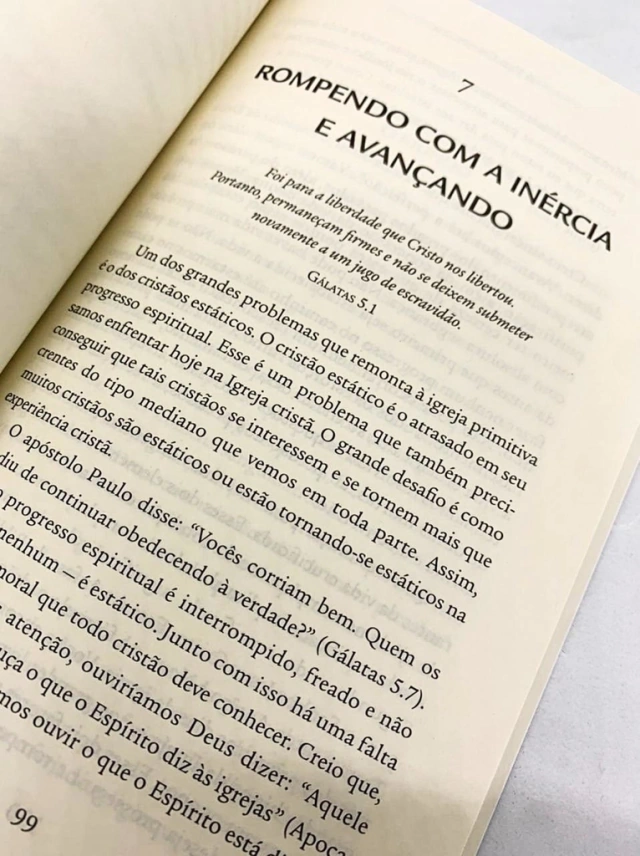 7
ROMPENDO COM A INÉRCIA
E AVANÇANDO
Foi para a liberdade que Cristo nos libertou.
Portanto, permaneçam firmes e não se deixem submeter
novamente a um jugo de escravidão.
GÁLATAS 5.1
Um dos grandes problemas que remonta à igreja primitiva
é o dos cristãos estáticos. O cristão estático é o atrasado em seu
progresso espiritual. Esse é um problema que também preci-
samos enfrentar hoje na Igreja cristã. O grande desafio é como
conseguir que tais cristãos se interessem e se tornem mais que
crentes do tipo mediano que vemos em toda parte. Assim,
muitos cristãos são estáticos ou estão tornando-se estáticos na
experiência cristã.
O apóstolo Paulo disse: “Vocês corriam bem. Quem os
diu de continuar obedecendo à verdade?” (Gálatas 5.7).
o progresso espiritual é interrompido, freado e não
nenhum – é estático. Junto com isso há uma falta
moral que todo cristão deve conhecer. Creio que,
atenção, ouviríamos Deus dizer: “Aquele
uça o que o Espírito diz às igrejas” (Apoca
mos ouvir o que o Espírito está
99